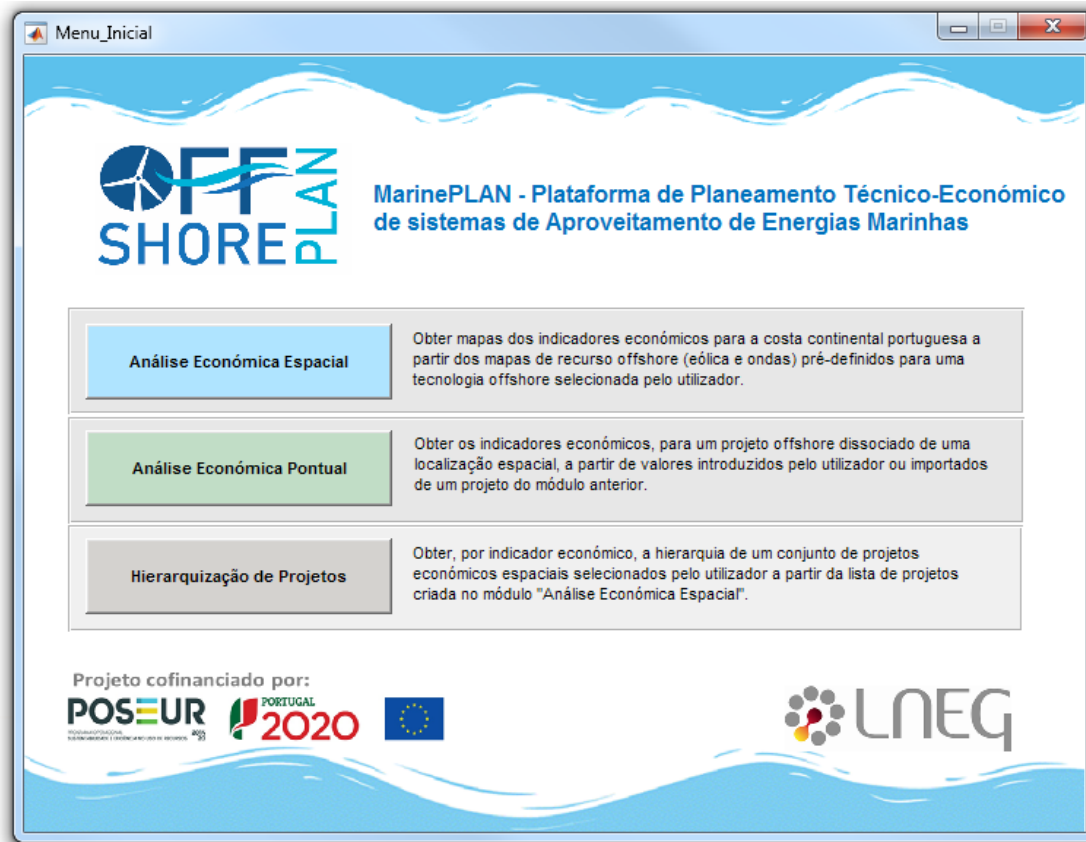 Menu_Inicial
OFF
SHORE
PLAN
MarinePLAN - Plataforma de Planeamento Técnico-Económico
de sistemas de Aproveitamento de Energias Marinhas
Análise Económica Espacial
Obter mapas dos indicadores económicos para a costa continental portuguesa a
partir dos mapas de recurso offshore (eólica e ondas) pré-definidos para uma
tecnologia offshore selecionada pelo utilizador.
Análise Económica Pontual
Obter os indicadores económicos, para um projeto offshore dissociado de uma
localização espacial, a partir de valores introduzidos pelo utilizador ou importados
de um projeto do módulo anterior.
Hierarquização de Projetos
Obter, por indicador económico, a hierarquia de um conjunto de projetos
económicos espaciais selecionados pelo utilizador a partir da lista de projetos
criada no módulo "Análise Económica Espacial".
Projeto cofinanciado por:
POSEUR
PORTUGAL
2020
LNEG